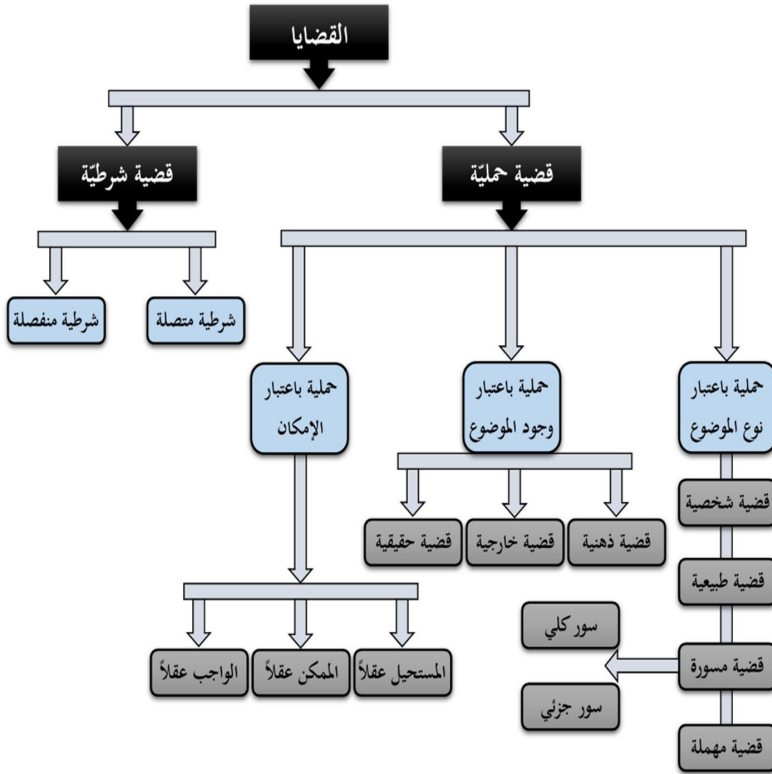 القضايا
قضية حمليّة
قضية شرطيّة
شرطية متصلة
شرطية منفصلة
حملية باعتبار
نوع الموضوع
حملية باعتبار
وجود الموضوع
حملية باعتبار
الإمكان
قضية شخصية
قضية طبيعية
قضية مسورة
قضية مهملة
سور كلي
سور جزئي
قضية ذهنية
قضية خارجية
قضية حقيقية
المستحيل عقلاً
الممكن عقلاً
الواجب عقلاً